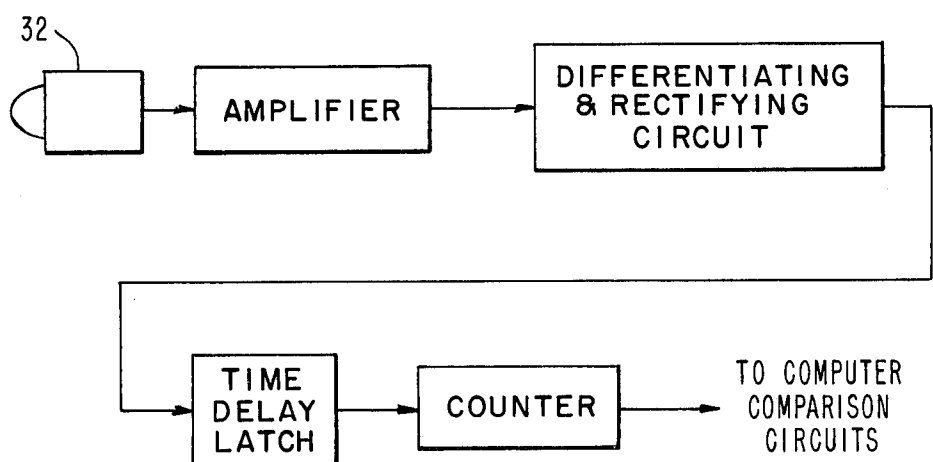 32
AMPLIFIER
DIFFERENTIATING
& RECTIFYING
CIRCUIT
TIME
DELAY
LATCH
COUNTER
TO COMPUTER
COMPARISON
CIRCUITS